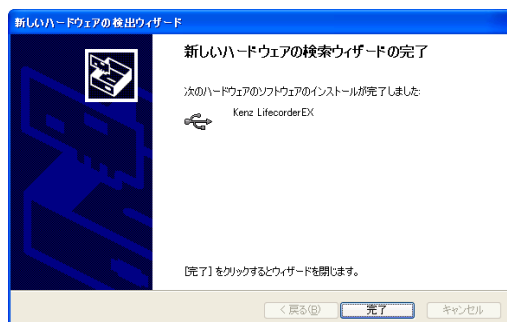 新しいハードウェアの検出ウィザード
新しいハードウェアの検索ウィザードの完了
次のハードウェアのソフトウェアのインストールが完了しました:
Kenz LifecorderEX
[完了] をクリックするとウィザードを閉じます。
< 戻る(B)
完了
キャンセル